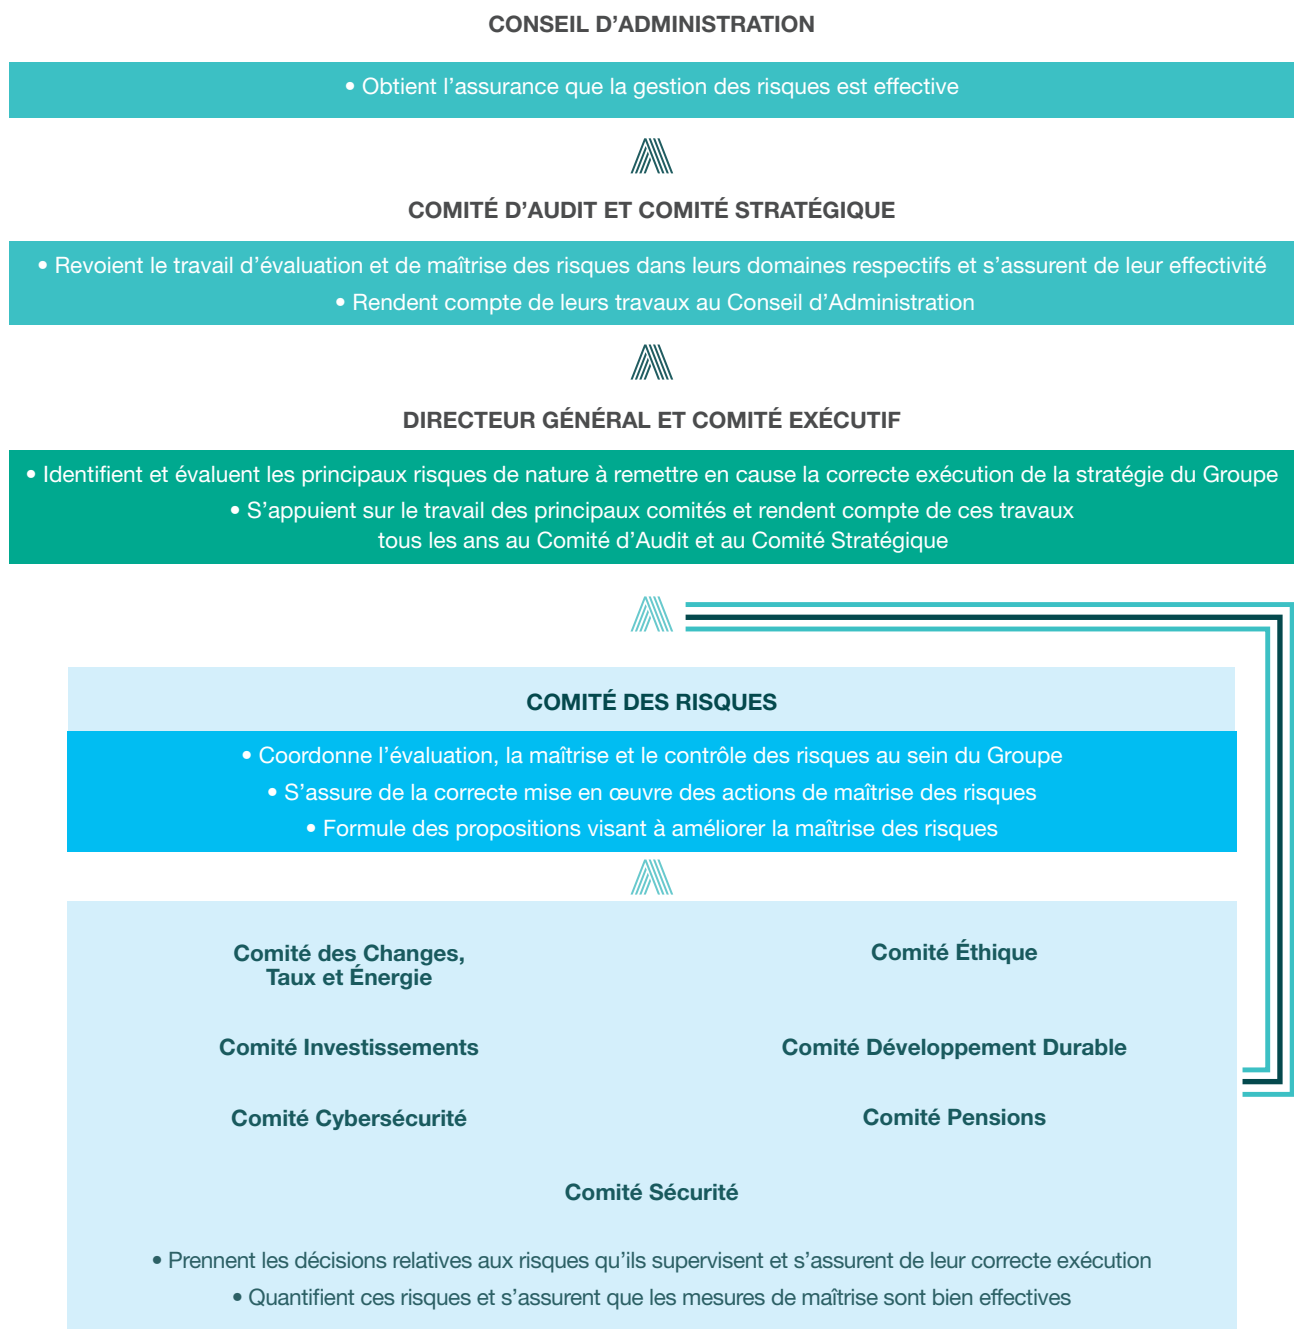 CONSEIL D’ADMINISTRATION
• Obtient l’assurance que la gestion des risques est effective
COMITÉ D’AUDIT ET COMITÉ STRATÉGIQUE
• Revoient le travail d’évaluation et de maîtrise des risques dans leurs domaines respectifs et s’assurent de leur effectivité
• Rendent compte de leurs travaux au Conseil d’Administration
DIRECTEUR GÉNÉRAL ET COMITÉ EXÉCUTIF
• Identifient et évaluent les principaux risques de nature à remettre en cause la correcte exécution de la stratégie du Groupe
• S’appuient sur le travail des principaux comités et rendent compte de ces travaux
tous les ans au Comité d’Audit et au Comité Stratégique
COMITÉ DES RISQUES
• Coordonne l’évaluation, la maîtrise et le contrôle des risques au sein du Groupe
• S’assure de la correcte mise en œuvre des actions de maîtrise des risques
• Formule des propositions visant à améliorer la maîtrise des risques
Comité des Changes,
Taux et Énergie
Comité Éthique
Comité Investissements
Comité Développement Durable
Comité Cybersécurité
Comité Pensions
Comité Sécurité
• Prennent les décisions relatives aux risques qu’ils supervisent et s’assurent de leur correcte exécution
• Quantifient ces risques et s’assurent que les mesures de maîtrise sont bien effectives